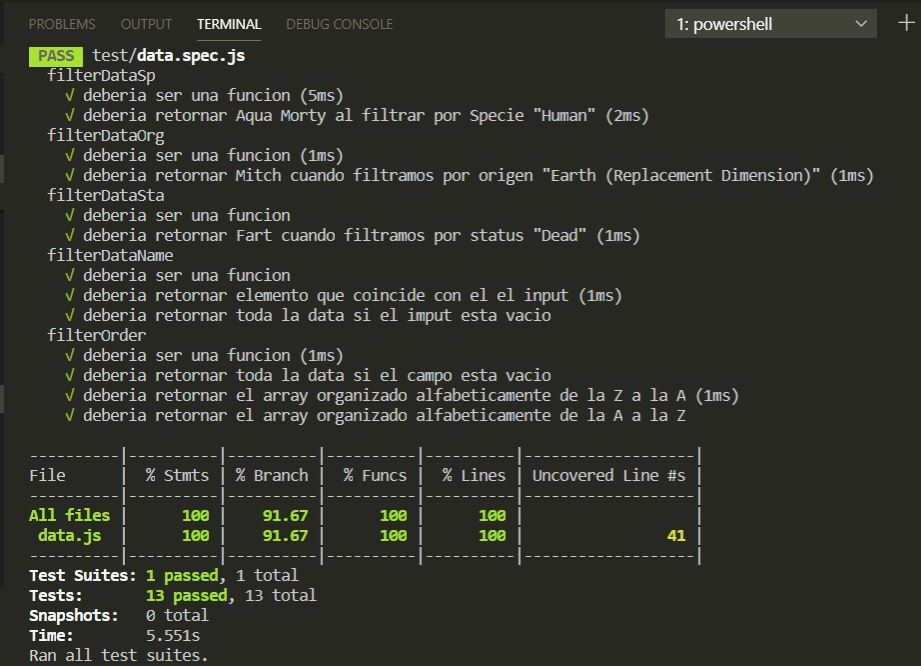 PROBLEMS OUTPUT TERMINAL DEBUG CONSOLE 1: powershell
PASS test/data.spec.js
filterDataSp
√ deberia ser una funcion (5ms)
√ deberia retornar Aqua Morty al filtrar por Specie "Human" (2ms)
filterDataOrg
√ deberia ser una funcion (1ms)
√ deberia retornar Mitch cuando filtramos por origen "Earth (Replacement Dimension)" (1ms)
filterDataSta
√ deberia ser una funcion
√ deberia retornar Fart cuando filtramos por status "Dead" (1ms)
filterDataName
√ deberia ser una funcion
√ deberia retornar elemento que coincide con el el input (1ms)
√ deberia retornar toda la data si el imput esta vacio
filterOrder
√ deberia ser una funcion (1ms)
√ deberia retornar toda la data si el campo esta vacio
√ deberia retornar el array organizado alfabeticamente de la Z a la A (1ms)
√ deberia retornar el array organizado alfabeticamente de la A a la Z
----------|----------|----------|----------|----------|-------------------|
File      |  % Stmts | % Branch |  % Funcs |  % Lines | Uncovered Line #s |
----------|----------|----------|----------|----------|-------------------|
All files |      100 |    91.67 |      100 |      100 |                   |
 data.js  |      100 |    91.67 |      100 |      100 |                41 |
----------|----------|----------|----------|----------|-------------------|
Test Suites: 1 passed, 1 total
Tests:       13 passed, 13 total
Snapshots:   0 total
Time:        5.551s
Ran all test suites.